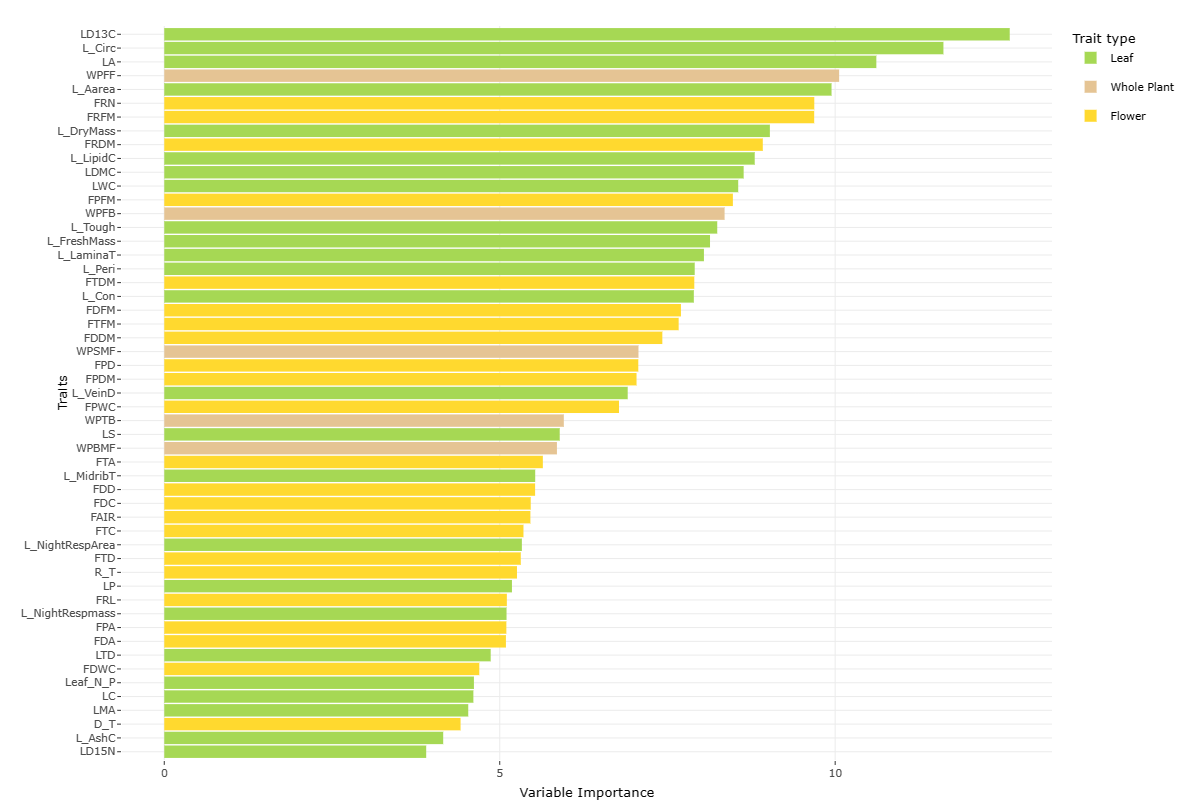 LD13C
L_Circ
LA
WPFF
L_Aarea
FRN
FRFM
L_DryMass
FRDM
L_LipidC
LDMC
LWC
FPFM
WPFB
L_Tough
L_FreshMass
L_LaminaT
L_Peri
FTDM
L_Con
FDFM
FTFM
FDDM
WPSMF
FPD
FPDM
L_VeinD
FPWC
WPTB
LS
WPBMF
FTA
L_MidribT
FDD
FDC
FAIR
FTC
L_NightRespArea
FTD
R_T
LP
FRL
L_NightRespmass
FPA
FDA
LTD
FDWC
Leaf_N_P
LC
LMA
D_T
L_AshC
LD15N
Traits
0 5 10
Variable Importance
Trait type
Leaf
Whole Plant
Flower